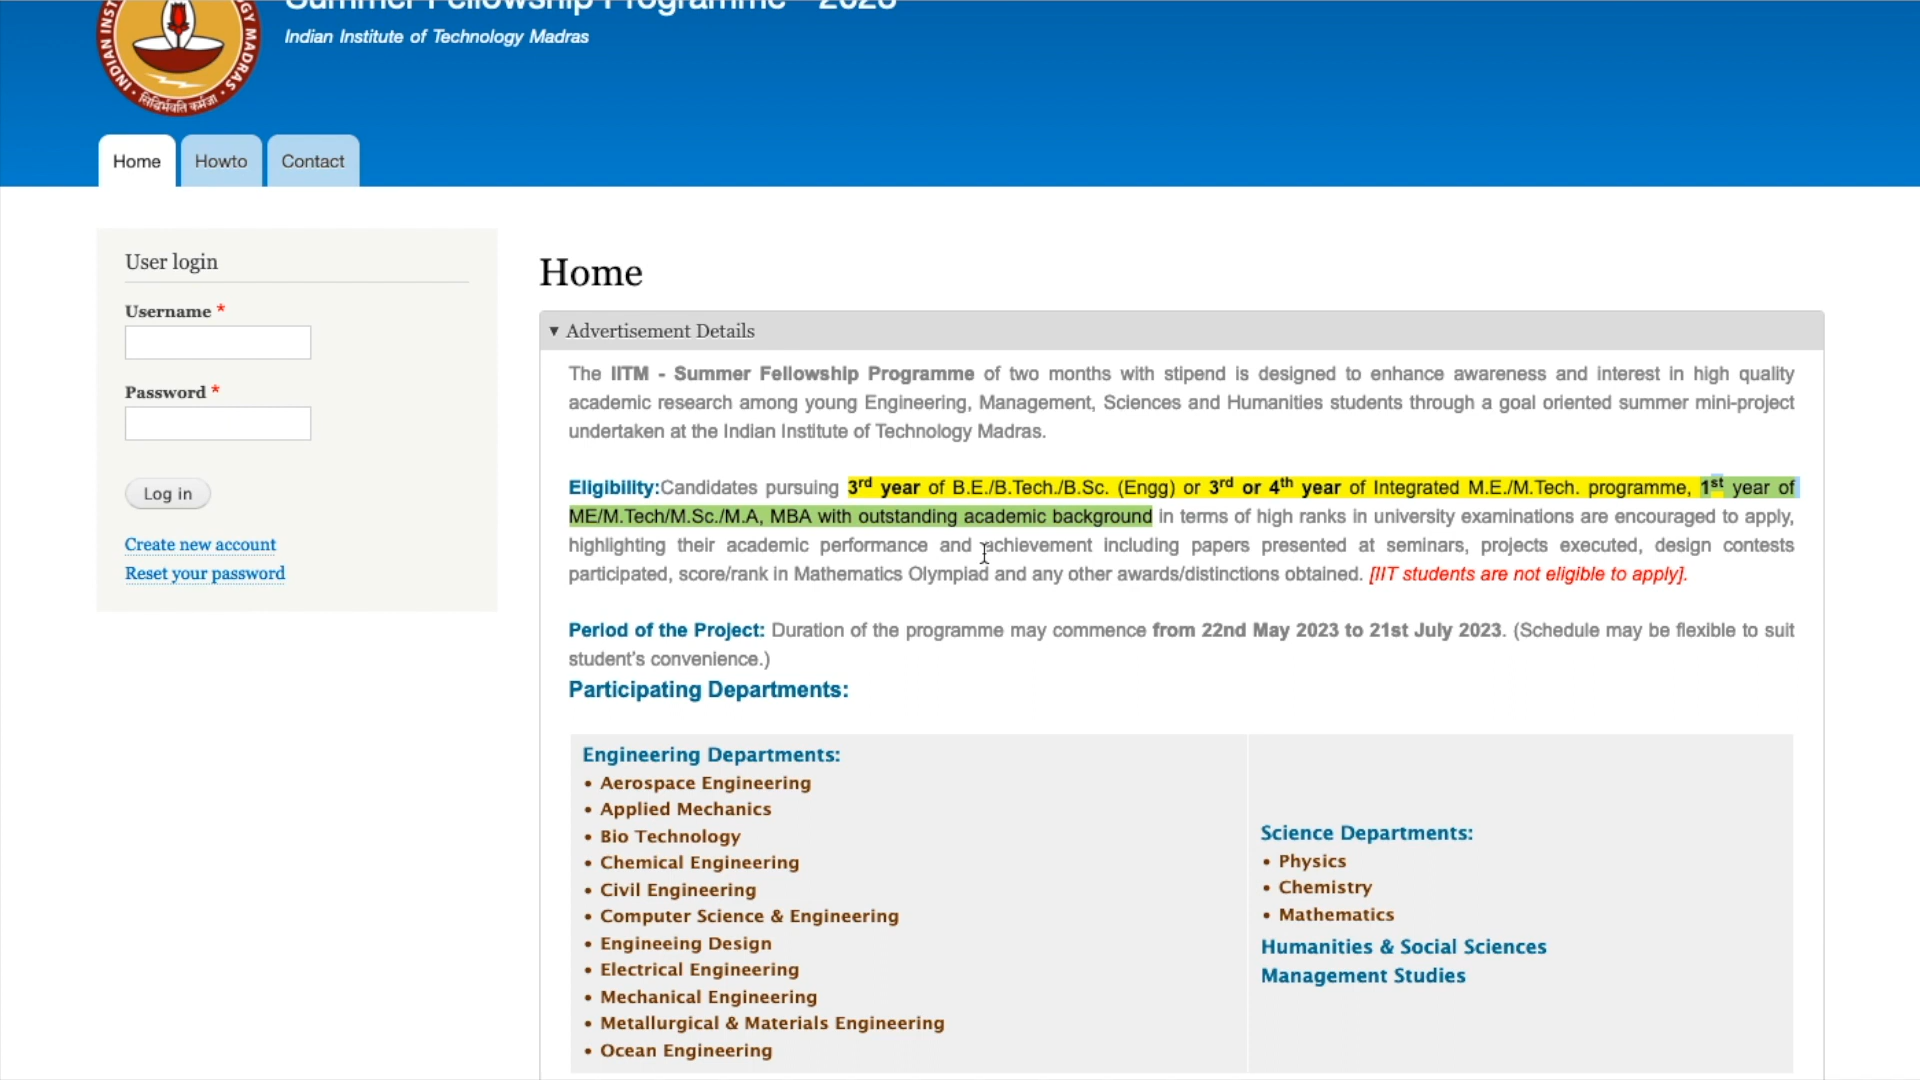 Summer Fellowship Programme - 2023
Indian Institute of Technology Madras
सिद्धिर्भवति कर्मजा
Home
Howto
Contact
User login
Username *
Password *
Log in
Create new account
Reset your password
Home
▼ Advertisement Details
The IITM - Summer Fellowship Programme of two months with stipend is designed to enhance awareness and interest in high quality
academic research among young Engineering, Management, Sciences and Humanities students through a goal oriented summer mini-project
undertaken at the Indian Institute of Technology Madras.
Eligibility:Candidates pursuing 3rd year of B.E./B.Tech./B.Sc. (Engg) or 3rd or 4th year of Integrated M.E./M.Tech. programme, 1st year of
ME/M.Tech/M.Sc./M.A, MBA with outstanding academic background in terms of high ranks in university examinations are encouraged to apply,
highlighting their academic performance and achievement including papers presented at seminars, projects executed, design contests
participated, score/rank in Mathematics Olympiad and any other awards/distinctions obtained. [IIT students are not eligible to apply].
Period of the Project: Duration of the programme may commence from 22nd May 2023 to 21st July 2023. (Schedule may be flexible to suit
student's convenience.)
Participating Departments:
Engineering Departments:
• Aerospace Engineering
• Applied Mechanics
• Bio Technology
• Chemical Engineering
• Civil Engineering
• Computer Science & Engineering
• Engineeing Design
• Electrical Engineering
• Mechanical Engineering
• Metallurgical & Materials Engineering
• Ocean Engineering
Science Departments:
• Physics
• Chemistry
• Mathematics
Humanities & Social Sciences
Management Studies